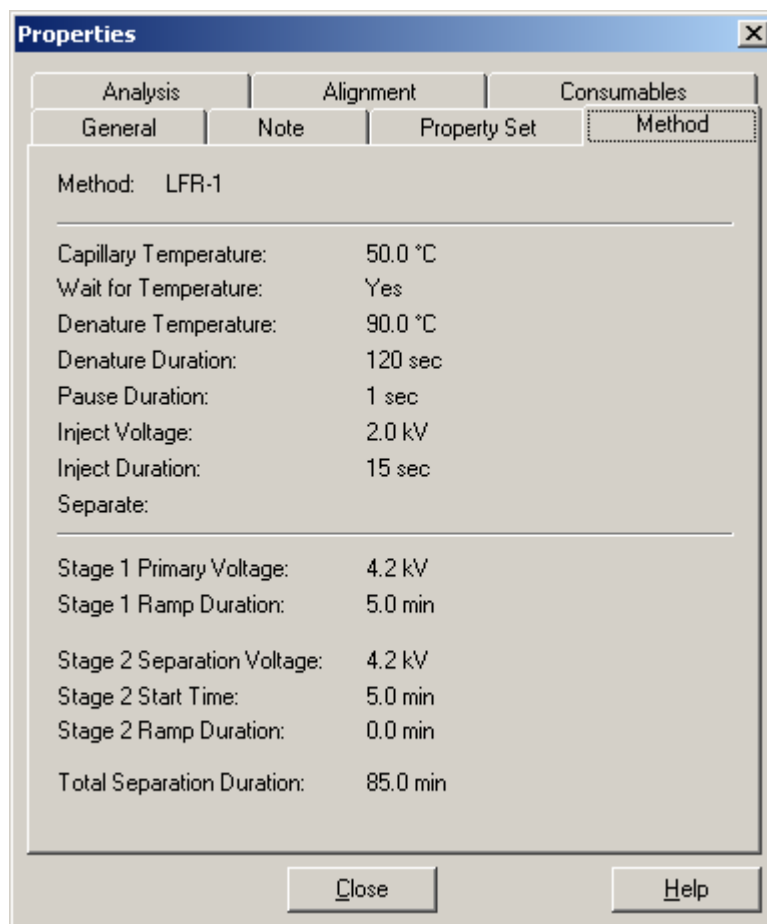 Properties
Analysis Alignment Consumables
General Note Property Set Method
Method: LFR-1
Capillary Temperature: 50.0 °C
Wait for Temperature: Yes
Denature Temperature: 90.0 °C
Denature Duration: 120 sec
Pause Duration: 1 sec
Inject Voltage: 2.0 kV
Inject Duration: 15 sec
Separate:
Stage 1 Primary Voltage: 4.2 kV
Stage 1 Ramp Duration: 5.0 min
Stage 2 Separation Voltage: 4.2 kV
Stage 2 Start Time: 5.0 min
Stage 2 Ramp Duration: 0.0 min
Total Separation Duration: 85.0 min
Close Help